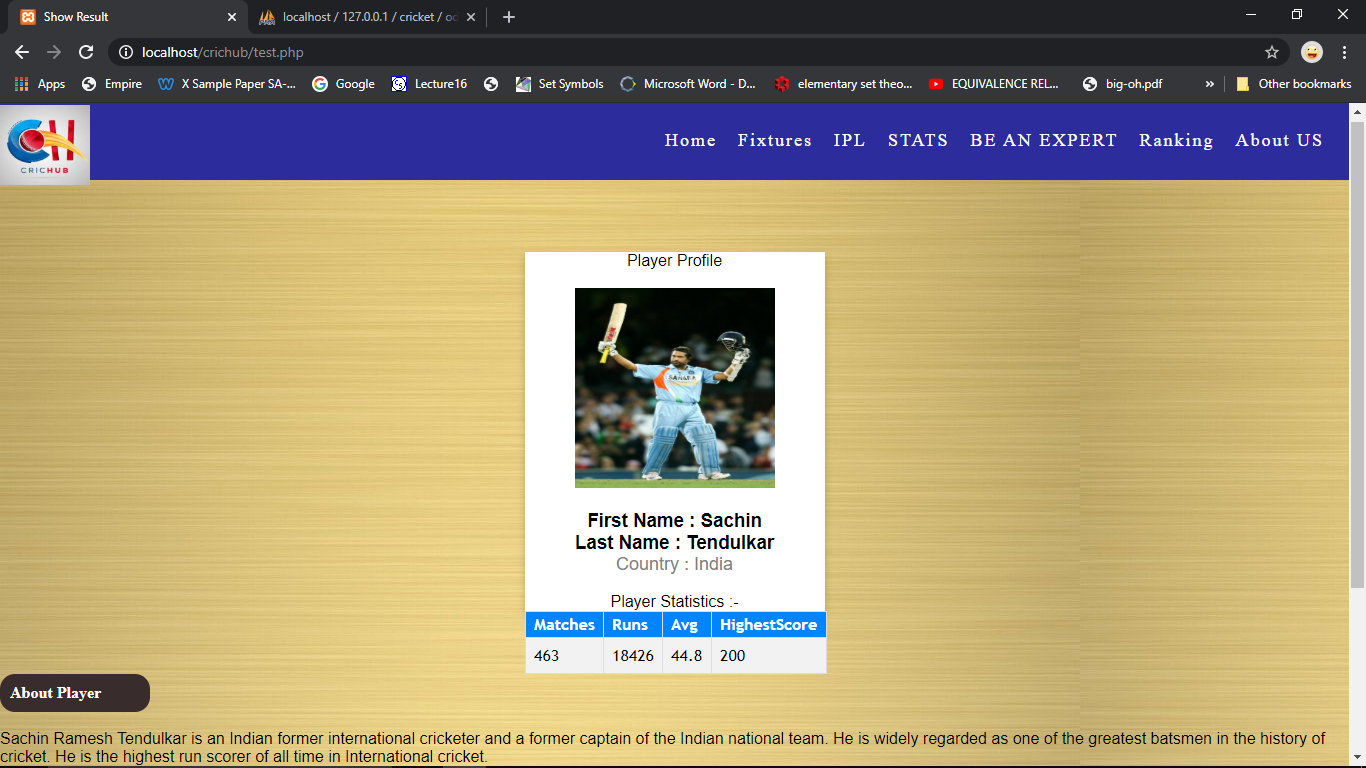 Show Result
localhost / 127.0.0.1 / cricket / od
localhost/crichub/test.php
Apps Empire X Sample Paper SA-... Google Lecture16 Set Symbols Microsoft Word - D... elementary set theo... EQUIVALENCE REL... big-oh.pdf » Other bookmarks
CH
CRICHUB
Home Fixtures IPL STATS BE AN EXPERT Ranking About US
Player Profile
SAHARA
First Name : Sachin
Last Name : Tendulkar
Country : India
Player Statistics :-
Matches Runs Avg HighestScore
463 18426 44.8 200
About Player
Sachin Ramesh Tendulkar is an Indian former international cricketer and a former captain of the Indian national team. He is widely regarded as one of the greatest batsmen in the history of
cricket. He is the highest run scorer of all time in International cricket.